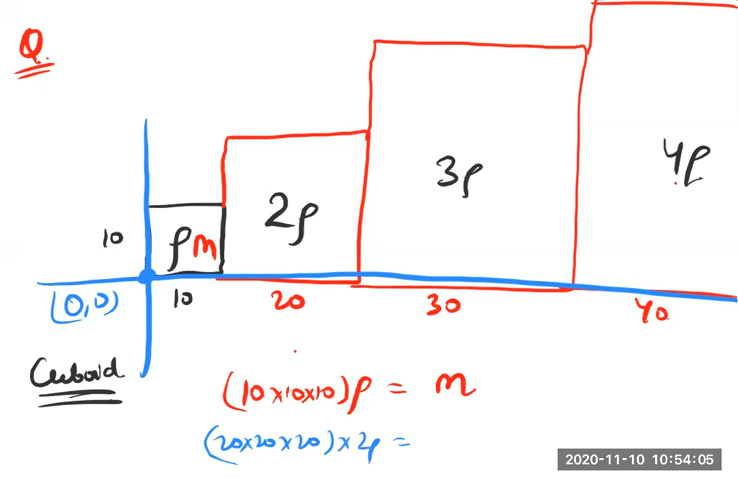 Q.
4ρ
3ρ
2ρ
10
ρ m
(0,0)
10
20
30
40
Cuboid
(10×10×10)ρ = m
(20×20×20)×2ρ =
2020-11-10 10:54:05